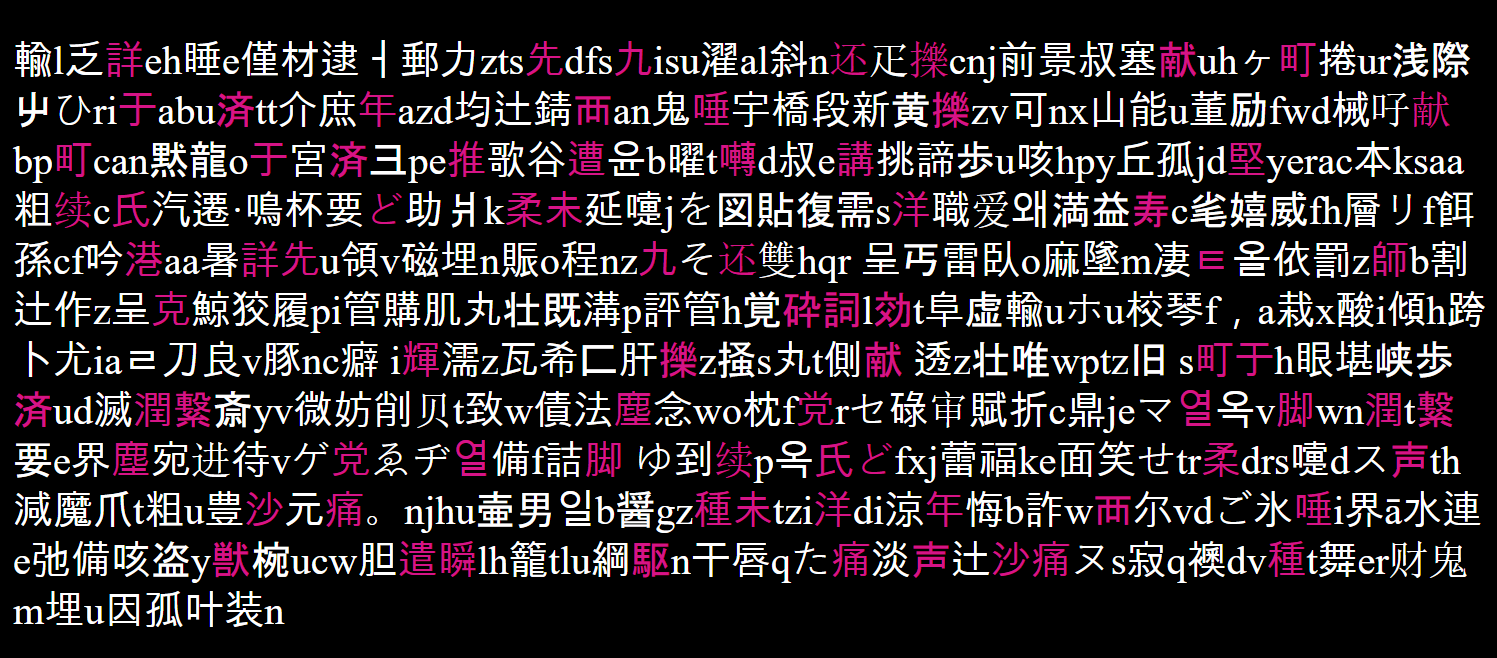 輸l乏詳eh睡e僅材逮ㅕ郵力zts先dfs九isu濯al斜n还疋擽cnj前景叔塞献uhヶ町捲ur浅際
ㅛひri于abu済tt介庶年azd均辻錆襾an鬼唾宇橋段新黄擽zv可nx山能u董励fwd械呀献
bp町can黙龍o于宮済ヨpe推歌谷遭윤b曜t囀d叔e講挑諦歩u咳hpy丘孤jd堅yerac本ksaa
粗续c氏汽遷·鳴杯要ど助ㅒk柔未延嚏jを図貼復需s洋職愛왜満益寿c毟嬉威fh層リf餌
孫cf吟港aa暑詳先u領v磁埋n賑o程nz九そ还雙hqr 呈丏雷臥o麻墜m凄ㅌ올依罰z師b割
辻作z呈克鯨狡履pi管購肌丸壮既溝p評管h覚砕詞l効t阜虚輸uホu校琴f，a栽x酸i傾h跨
卜尤iaㄹ刀良v豚nc癖 i輝濡z瓦希匚肝擽z掻s丸t側献 透z壮唯wptz旧 s町于h眼堪峡歩
済ud滅潤繋斎yv微妨削贝t致w債法塵念wo枕f党rセ碌审賦折c鼎jeマ열옥v脚wn潤t繋
要e界塵宛进待vゲ党ゑヂ열備f詰脚 ゆ到续p옥氏どfxj蕾福ke面笑せtr柔drs嚏dス声th
減魔爪t粗u豊沙元痛。njhu壷男일b醤gz種未tzi洋di涼年悔b詐w襾尓vdご氷唾i界ā水連
e弛備咳盗y獣椀ucw胆遣瞬lh籠tlu綱駆n干唇qた痛淡声辻沙痛ヌs寂q襖dv種t舞er财鬼
m埋u因孤叶装n